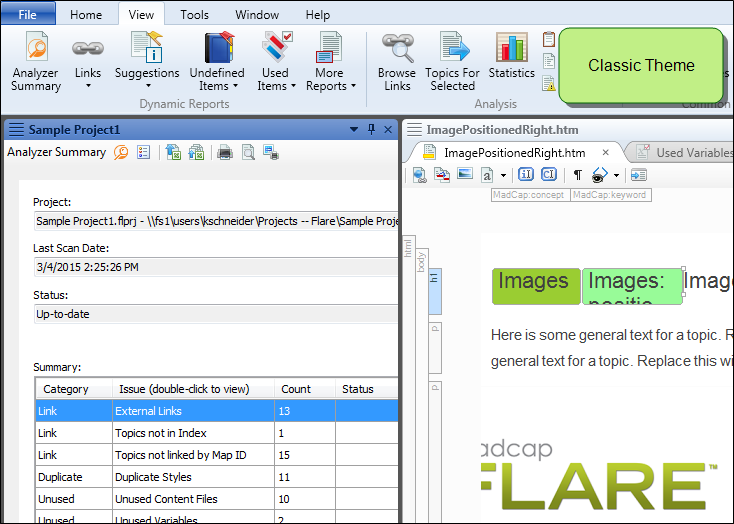 File Home View Tools Window Help
Analyzer Summary Links Suggestions Undefined Items Used Items More Reports Browse Links Topics For Selected Statistics
Classic Theme
Dynamic Reports Analysis Common
Sample Project1
ImagePositionedRight.htm
Analyzer Summary
ImagePositionedRight.htm Used Variables
MadCap:concept MadCap:keyword
html
body
h1
p
p
Project:
Sample Project1.flprj - \\fs1\users\kschneider\Projects -- Flare\Sample Proje
Last Scan Date:
3/4/2015 2:25:26 PM
Status:
Up-to-date
Summary:
Category Issue (double-click to view) Count Status
Link External Links 13
Link Topics not in Index 1
Link Topics not linked by Map ID 15
Duplicate Duplicate Styles 11
Unused Unused Content Files 10
Unused Unused Variables 2
Images Images: positio Image
Here is some general text for a topic. R
general text for a topic. Replace this wi
adcap
FLARE™